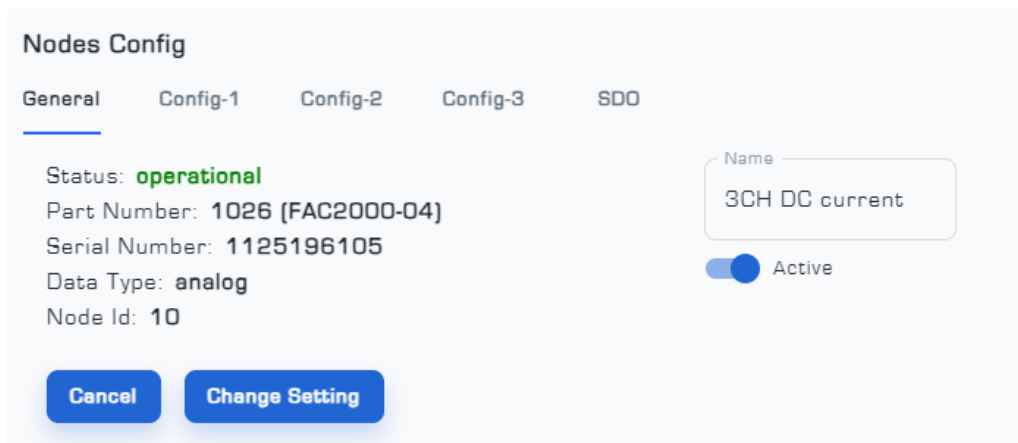 Nodes Config
General Config-1 Config-2 Config-3 SDO
Status: operational
Part Number: 1026 (FAC2000-04)
Serial Number: 1125196105
Data Type: analog
Node Id: 10
Name
3CH DC current
Active
Cancel Change Setting